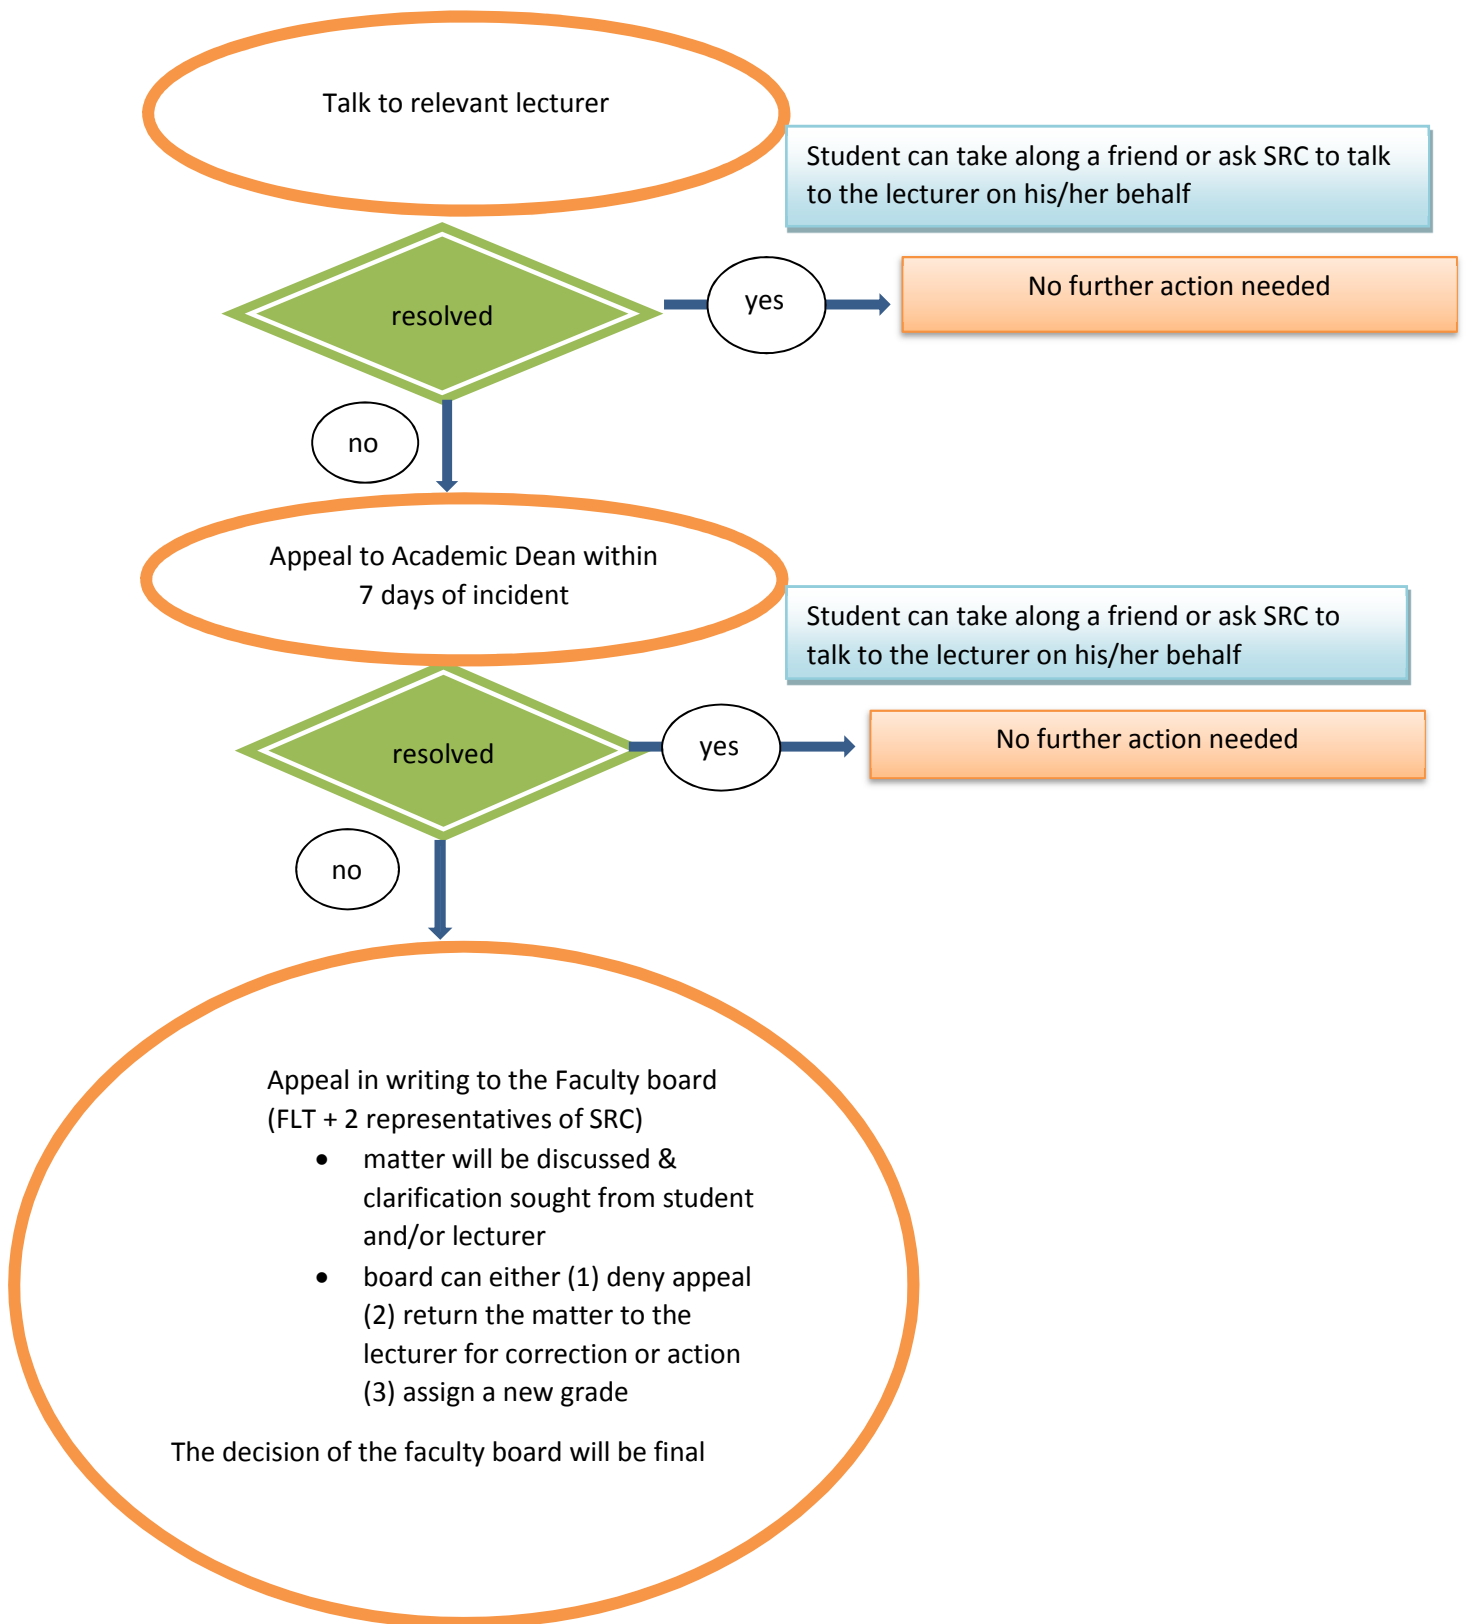 Talk to relevant lecturer
Student can take along a friend or ask SRC to talk
to the lecturer on his/her behalf
resolved
yes
No further action needed
no
Appeal to Academic Dean within
7 days of incident
Student can take along a friend or ask SRC to
talk to the lecturer on his/her behalf
resolved
yes
No further action needed
no
Appeal in writing to the Faculty board
(FLT + 2 representatives of SRC)
• matter will be discussed &
clarification sought from student
and/or lecturer
• board can either (1) deny appeal
(2) return the matter to the
lecturer for correction or action
(3) assign a new grade
The decision of the faculty board will be final